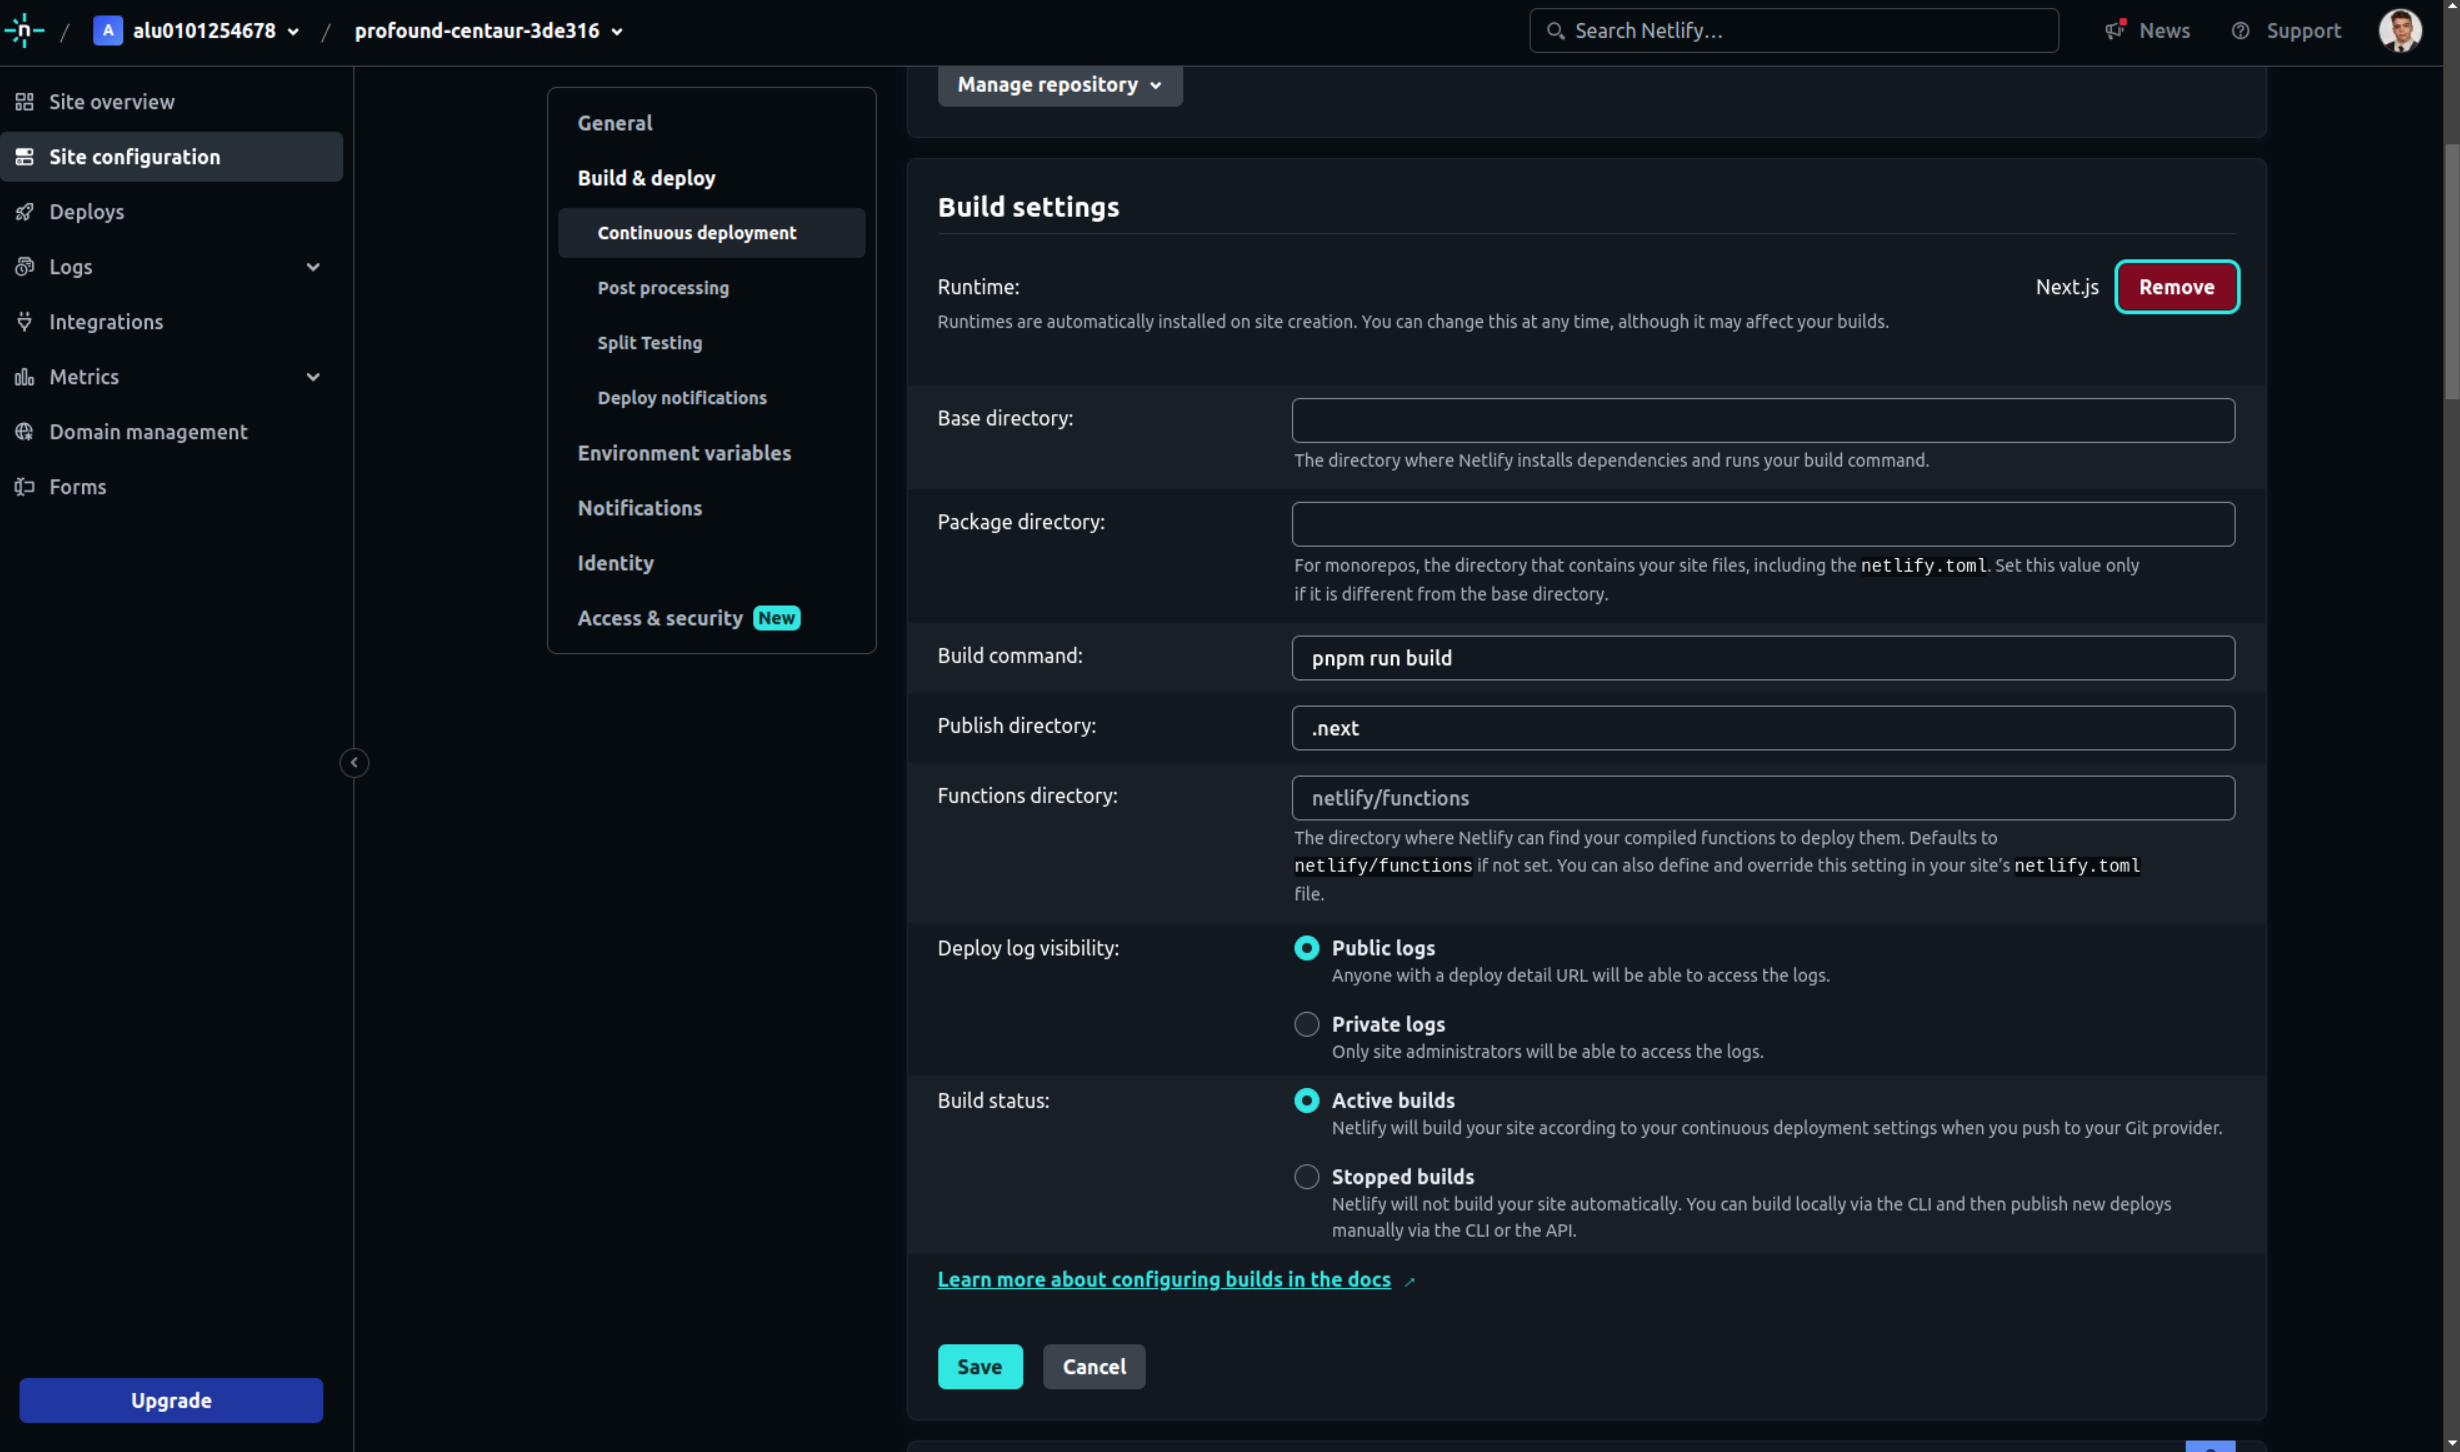 n / A alu0101254678 / profound-centaur-3de316
Search Netlify...
News
Support
Site overview
Site configuration
Deploys
Logs
Integrations
Metrics
Domain management
Forms
Upgrade
General
Build & deploy
Continuous deployment
Post processing
Split Testing
Deploy notifications
Environment variables
Notifications
Identity
Access & security New
Manage repository
Build settings
Runtime:
Next.js Remove
Runtimes are automatically installed on site creation. You can change this at any time, although it may affect your builds.
Base directory:
The directory where Netlify installs dependencies and runs your build command.
Package directory:
For monorepos, the directory that contains your site files, including the netlify.toml. Set this value only
if it is different from the base directory.
Build command:
pnpm run build
Publish directory:
.next
Functions directory:
netlify/functions
The directory where Netlify can find your compiled functions to deploy them. Defaults to
netlify/functions if not set. You can also define and override this setting in your site’s netlify.toml
file.
Deploy log visibility:
Public logs
Anyone with a deploy detail URL will be able to access the logs.
Private logs
Only site administrators will be able to access the logs.
Build status:
Active builds
Netlify will build your site according to your continuous deployment settings when you push to your Git provider.
Stopped builds
Netlify will not build your site automatically. You can build locally via the CLI and then publish new deploys
manually via the CLI or the API.
Learn more about configuring builds in the docs
Save
Cancel